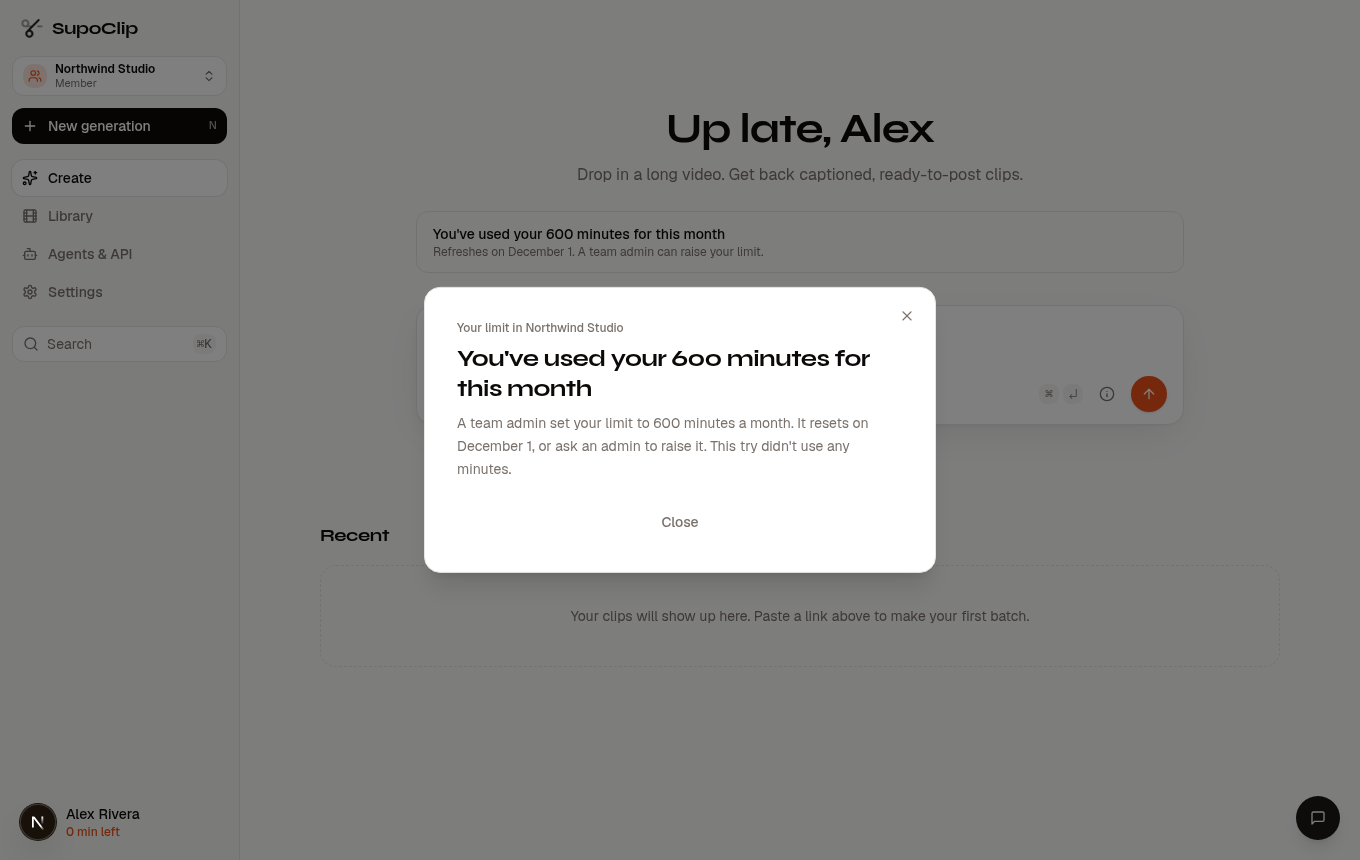 SupoClip
Northwind Studio
Member
New generation N
Create
Library
Agents & API
Settings
Search ⌘K
Alex Rivera
0 min left
Up late, Alex
Drop in a long video. Get back captioned, ready-to-post clips.
You've used your 600 minutes for this month
Refreshes on December 1. A team admin can raise your limit.
Your limit in Northwind Studio
You've used your 600 minutes for
this month
A team admin set your limit to 600 minutes a month. It resets on
December 1, or ask an admin to raise it. This try didn't use any
minutes.
Close
⌘
Recent
Your clips will show up here. Paste a link above to make your first batch.